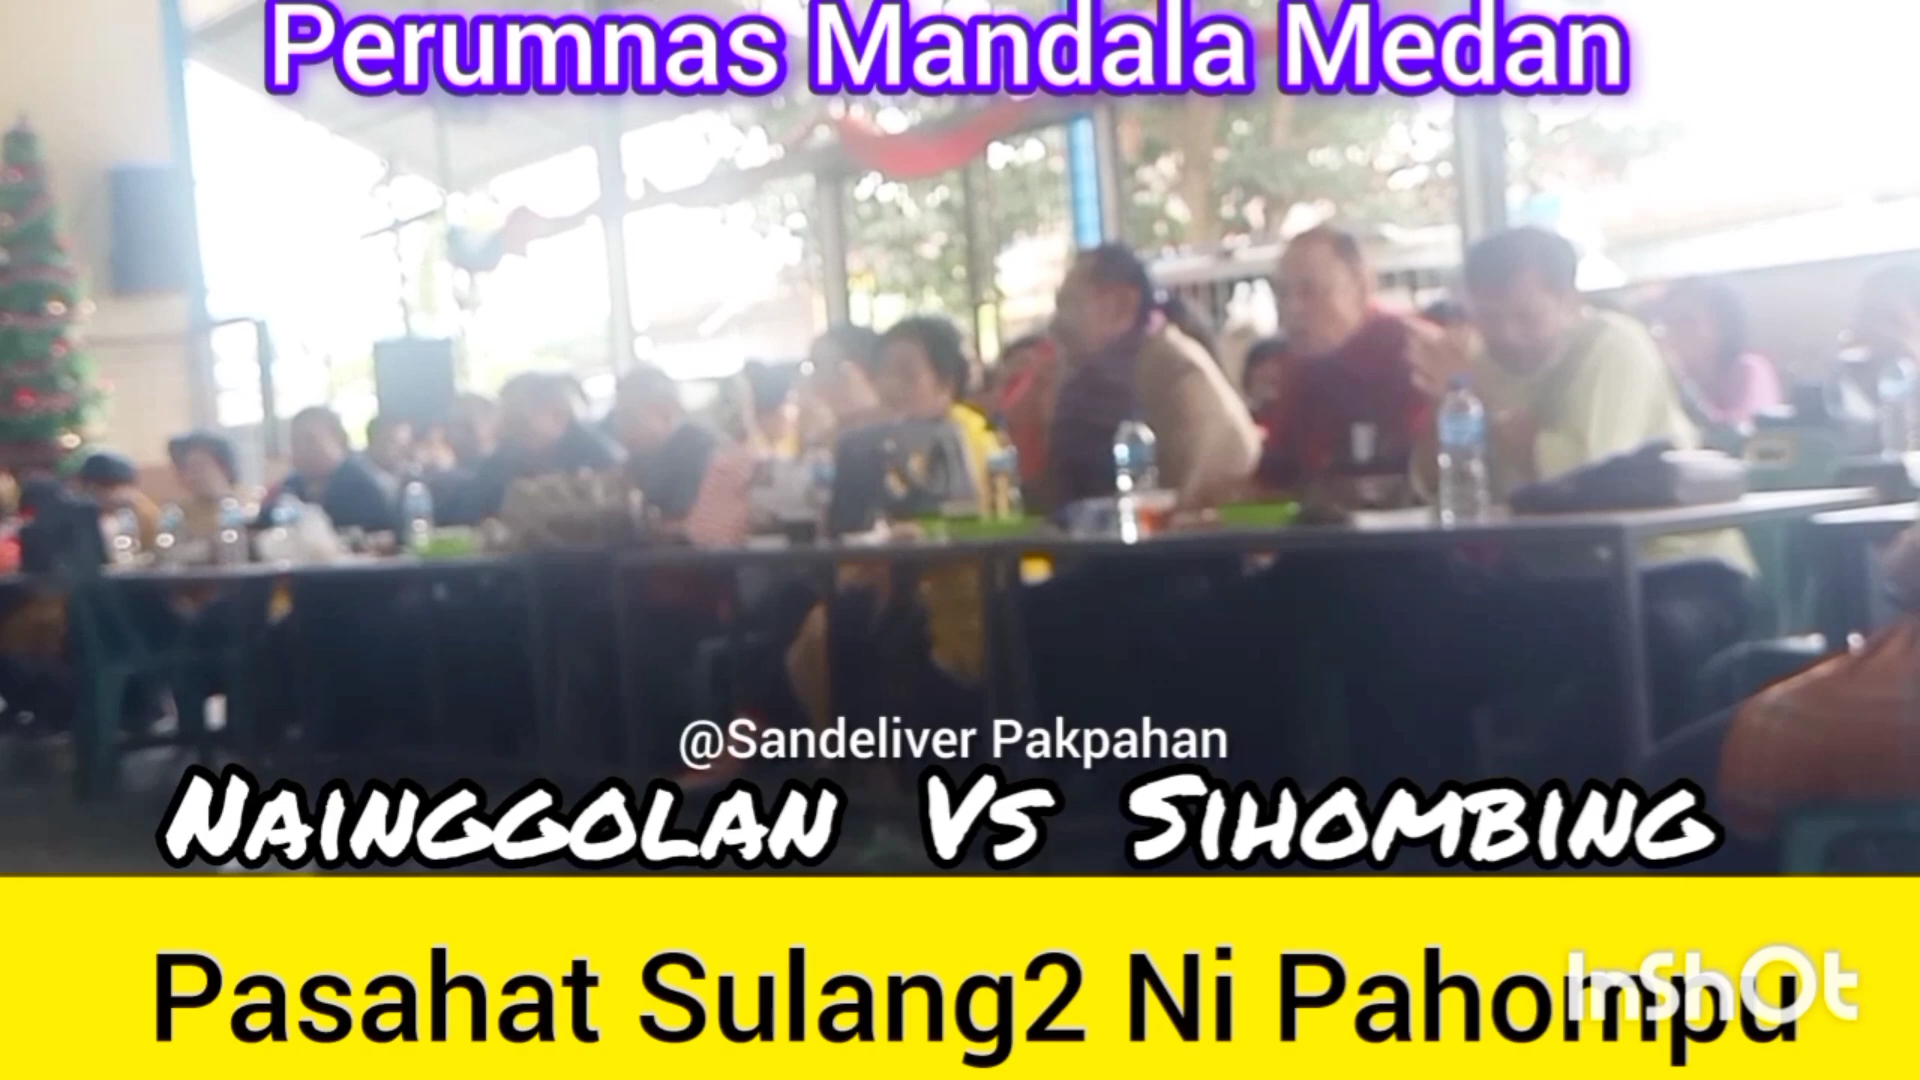 Perumnas Mandala Medan
@Sandeliver Pakpahan
Nainggolan Vs Sihombing
Pasahat Sulang2 Ni Pahompu
InShOt